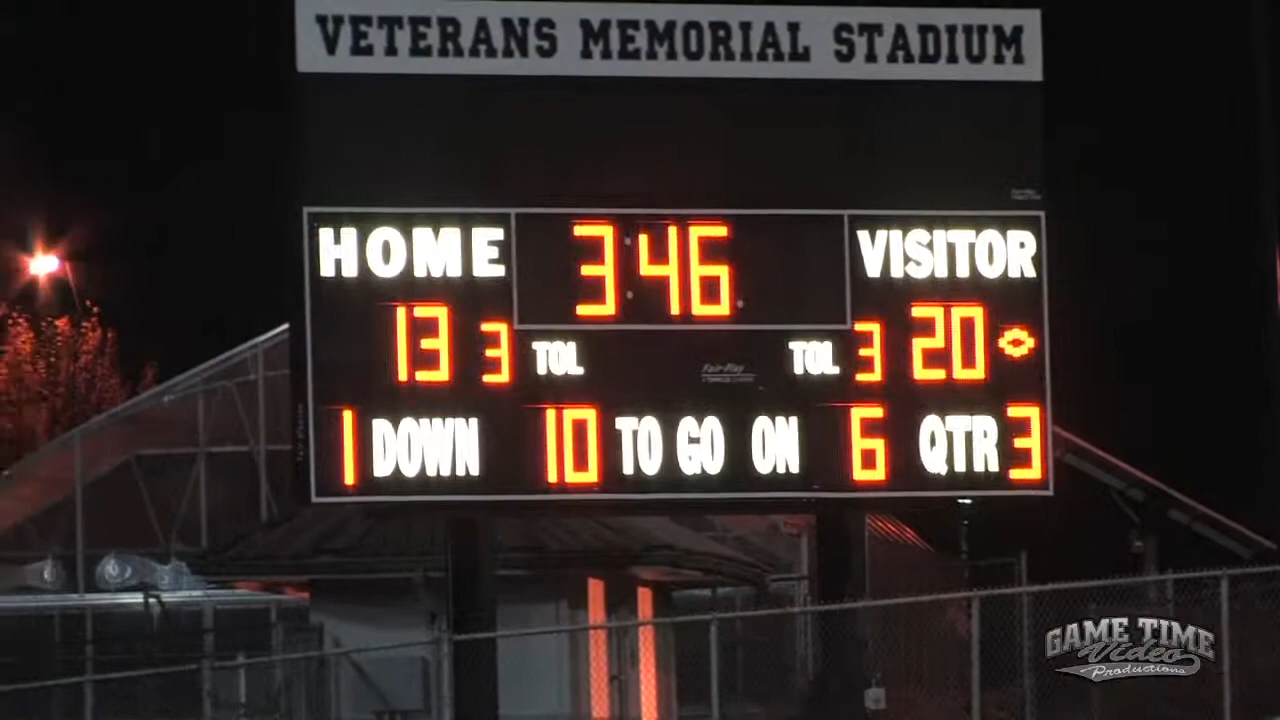 VETERANS MEMORIAL STADIUM
HOME 3:46 VISITOR
13 3 TOL TOL 3 20
Fair-Play
1 DOWN 10 TO GO ON 6 QTR 3
GAME TIME
Video
Productions